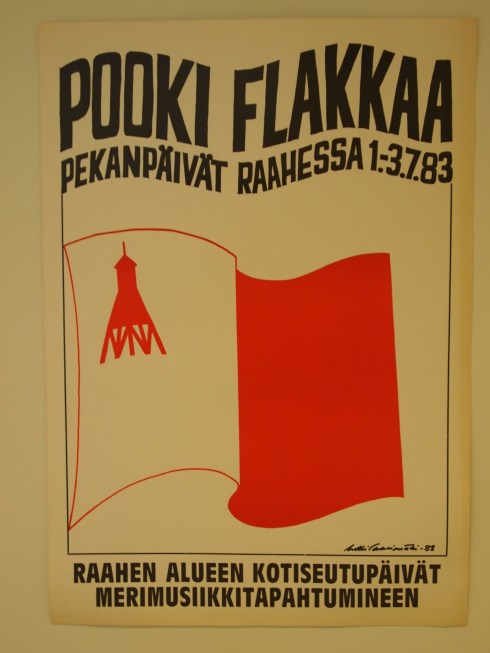 POOKI FLAKKAA
PEKANPÄIVÄT RAAHESSA 1.-3.7.83
RAAHEN ALUEEN KOTISEUTUPÄIVÄT
MERIMUSIIKKITAPAHTUMINEEN